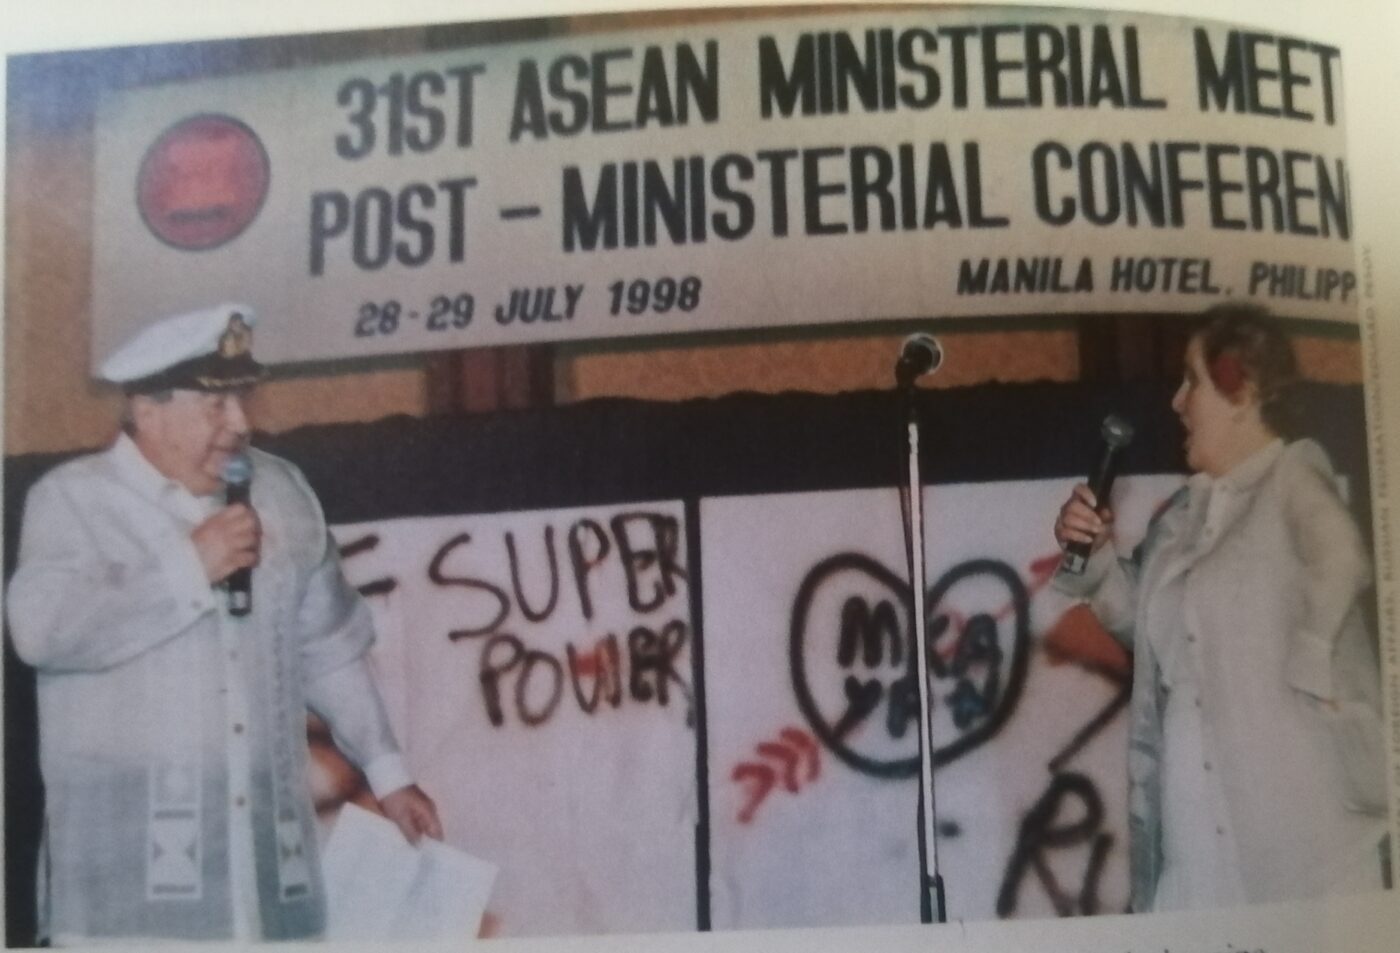 31ST ASEAN MINISTERIAL MEET
POST - MINISTERIAL CONFEREN
28-29 JULY 1998
MANILA HOTEL, PHILIPP
= SUPER
POWER